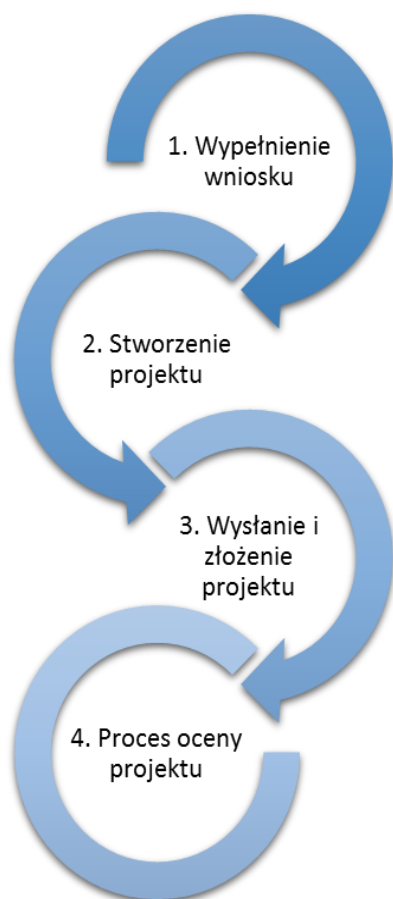 1. Wypełnienie
wniosku
2. Stworzenie
projektu
3. Wysłanie i
złożenie
projektu
4. Proces oceny
projektu